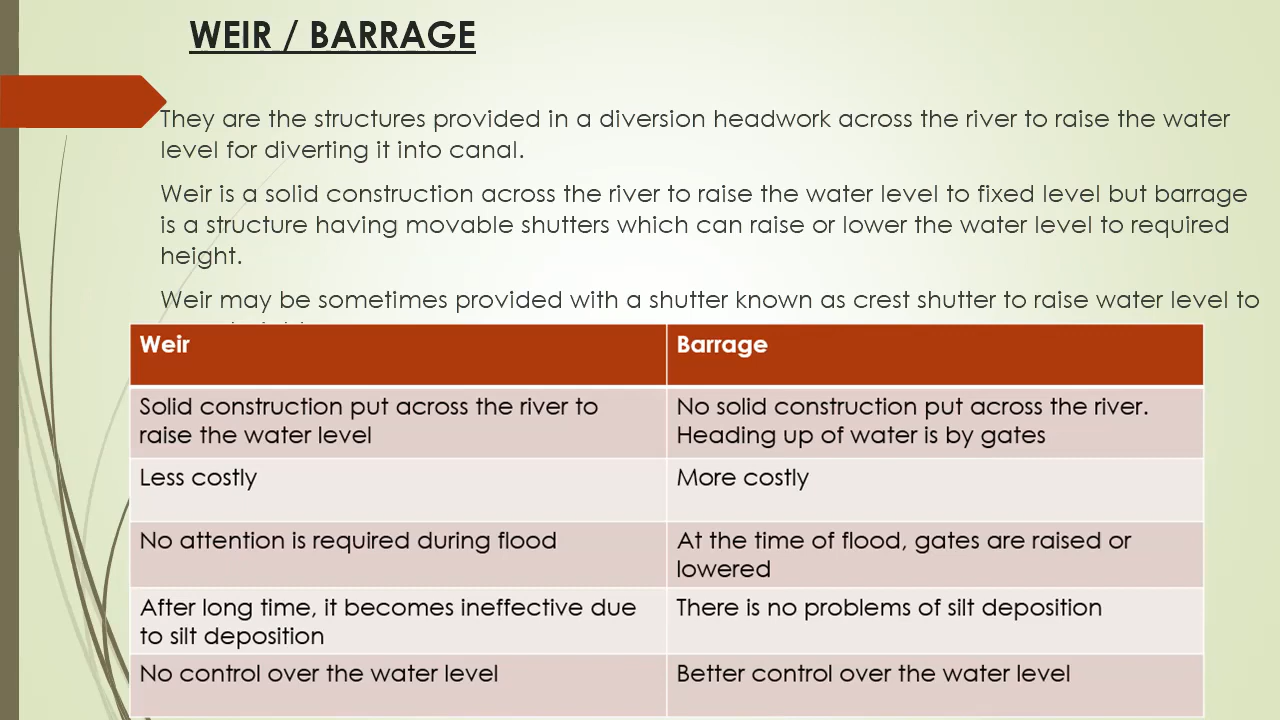 WEIR / BARRAGE
They are the structures provided in a diversion headwork across the river to raise the water
level for diverting it into canal.
Weir is a solid construction across the river to raise the water level to fixed level but barrage
is a structure having movable shutters which can raise or lower the water level to required
height.
Weir may be sometimes provided with a shutter known as crest shutter to raise water level to
Weir
Barrage
Solid construction put across the river to
raise the water level
No solid construction put across the river.
Heading up of water is by gates
Less costly
More costly
No attention is required during flood
At the time of flood, gates are raised or
lowered
After long time, it becomes ineffective due
to silt deposition
There is no problems of silt deposition
No control over the water level
Better control over the water level